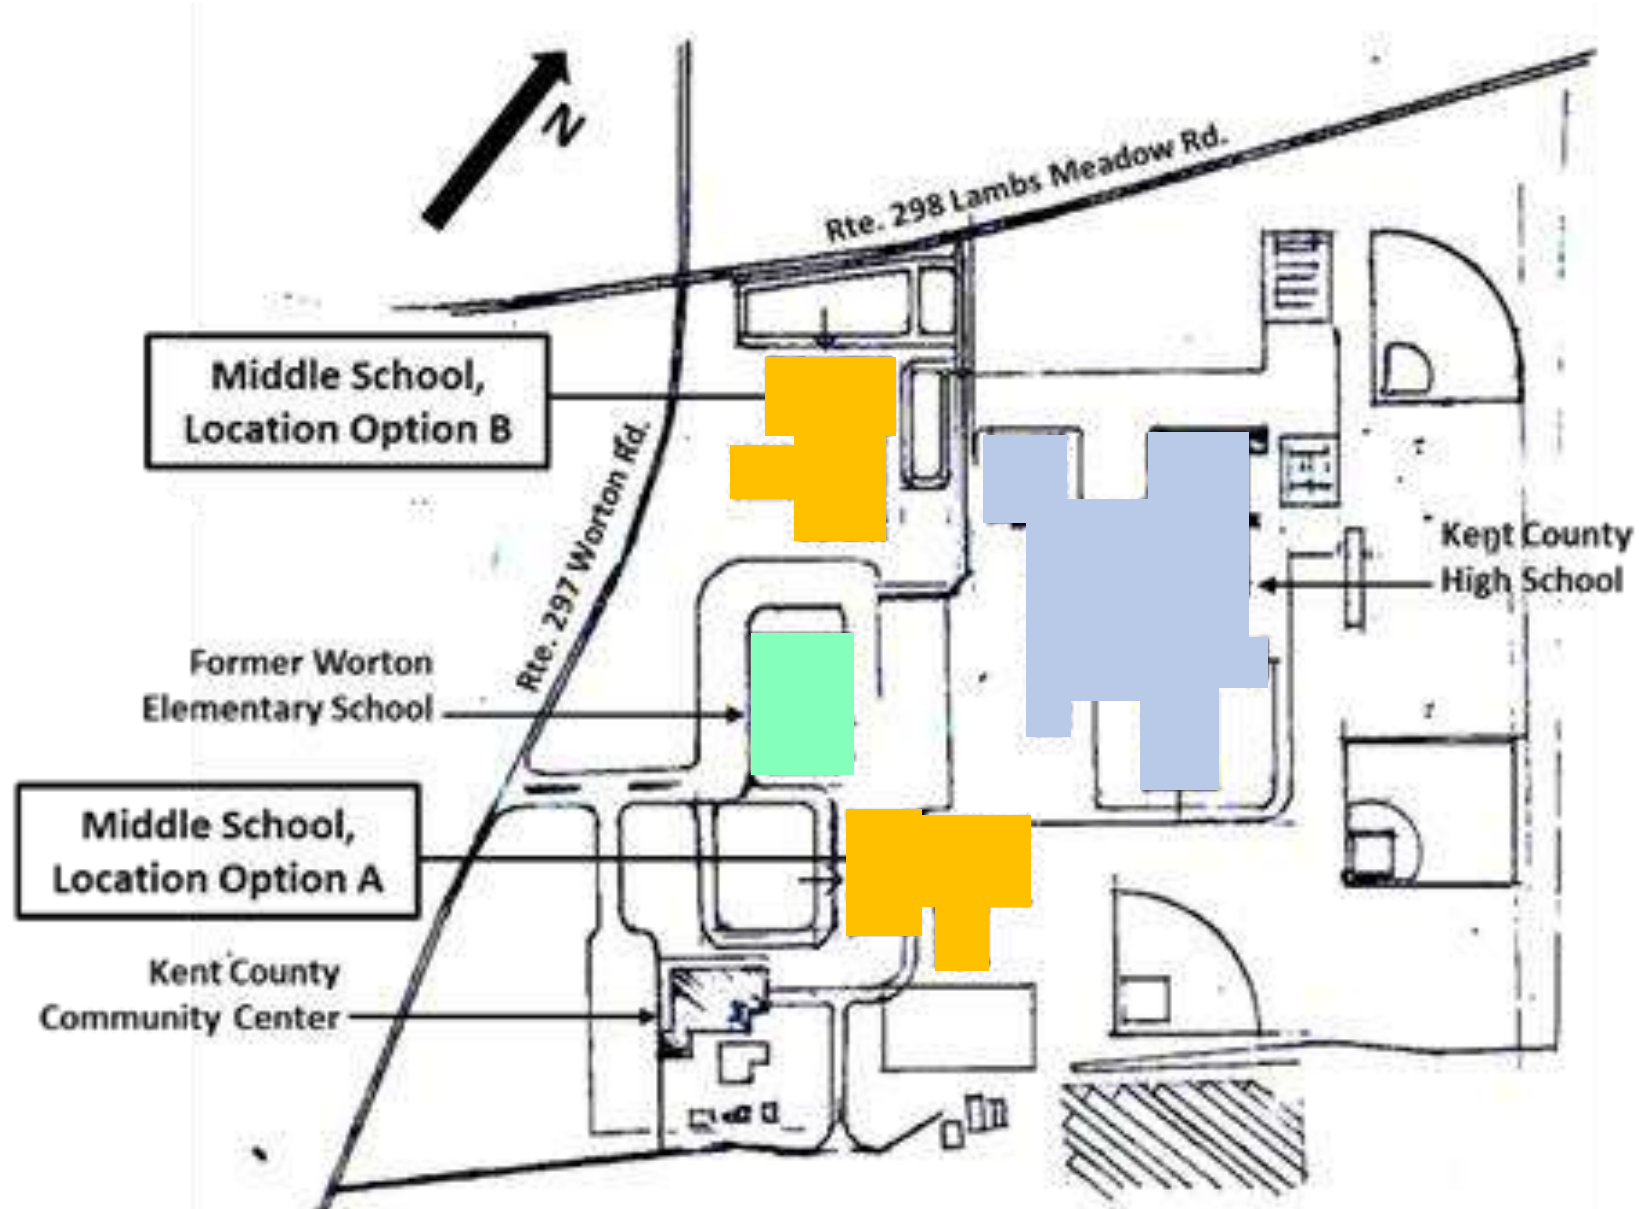 N
Rte. 298 Lambs Meadow Rd.
Middle School,
Location Option B
Rte. 297 Worton Rd.
Kent County
High School
Former Worton
Elementary School
Middle School,
Location Option A
Kent County
Community Center